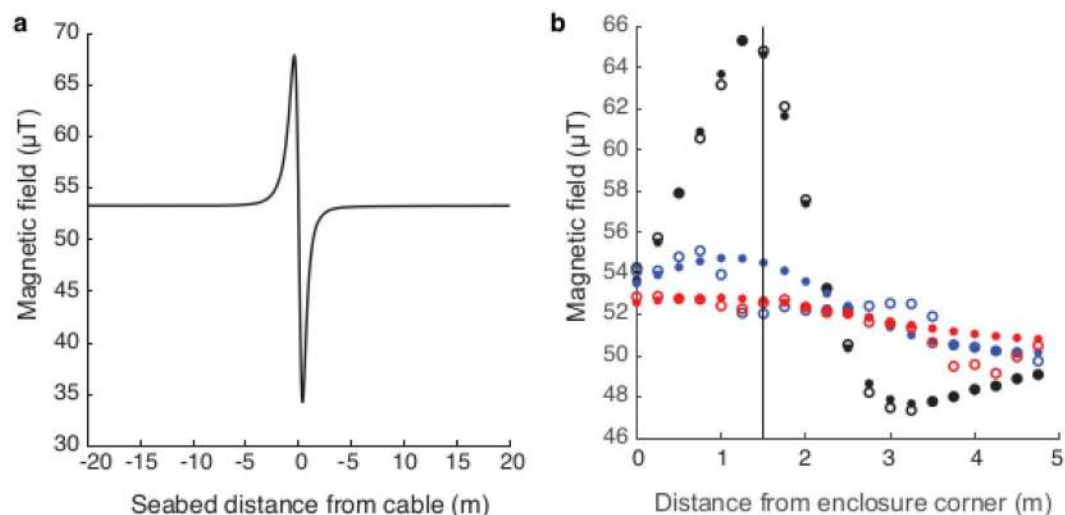 a
70
65
60
55
50
45
40
35
30
Magnetic field (µT)
-20 -15 -10 -5 0 -5 10 15 20
Seabed distance from cable (m)
b
66
64
62
60
58
56
54
52
50
48
46
Magnetic field (µT)
0 1 2 3 4 5
Distance from enclosure corner (m)